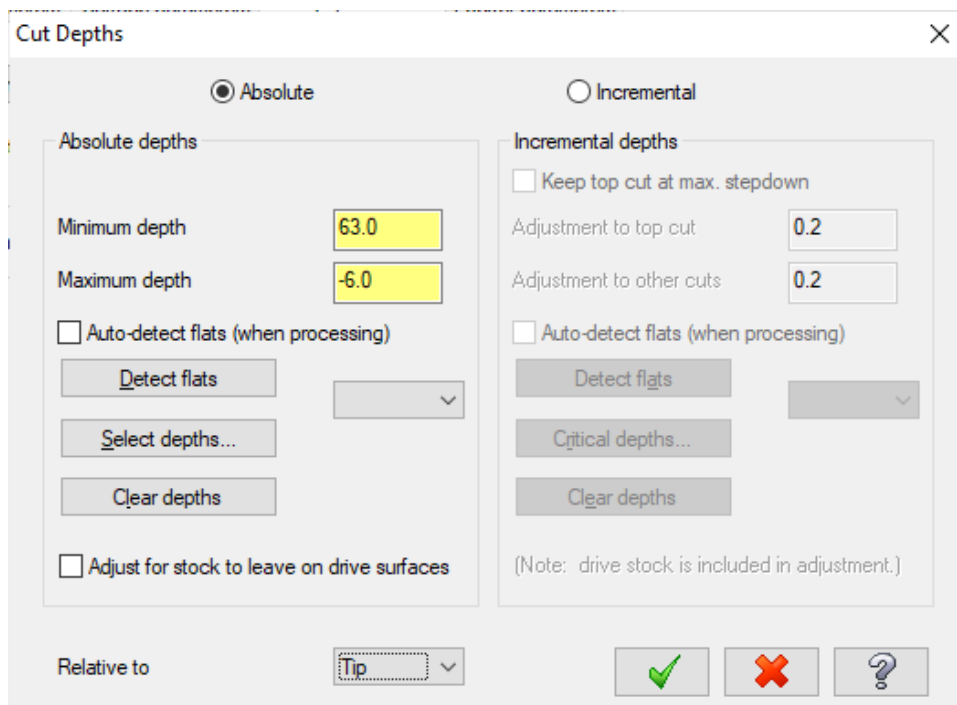 Cut Depths
Absolute
Incremental
Absolute depths
Minimum depth 63.0
Maximum depth -6.0
Auto-detect flats (when processing)
Detect flats
Select depths...
Clear depths
Adjust for stock to leave on drive surfaces
Incremental depths
Keep top cut at max. stepdown
Adjustment to top cut 0.2
Adjustment to other cuts 0.2
Auto-detect flats (when processing)
Detect flats
Critical depths...
Clear depths
(Note: drive stock is included in adjustment.)
Relative to Tip